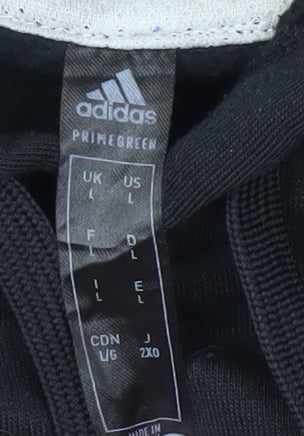 adidas
PRIMEGREEN
UK US
L L
F D
L L
I E
L L
CDN J
L/G 2XO
MADE IN